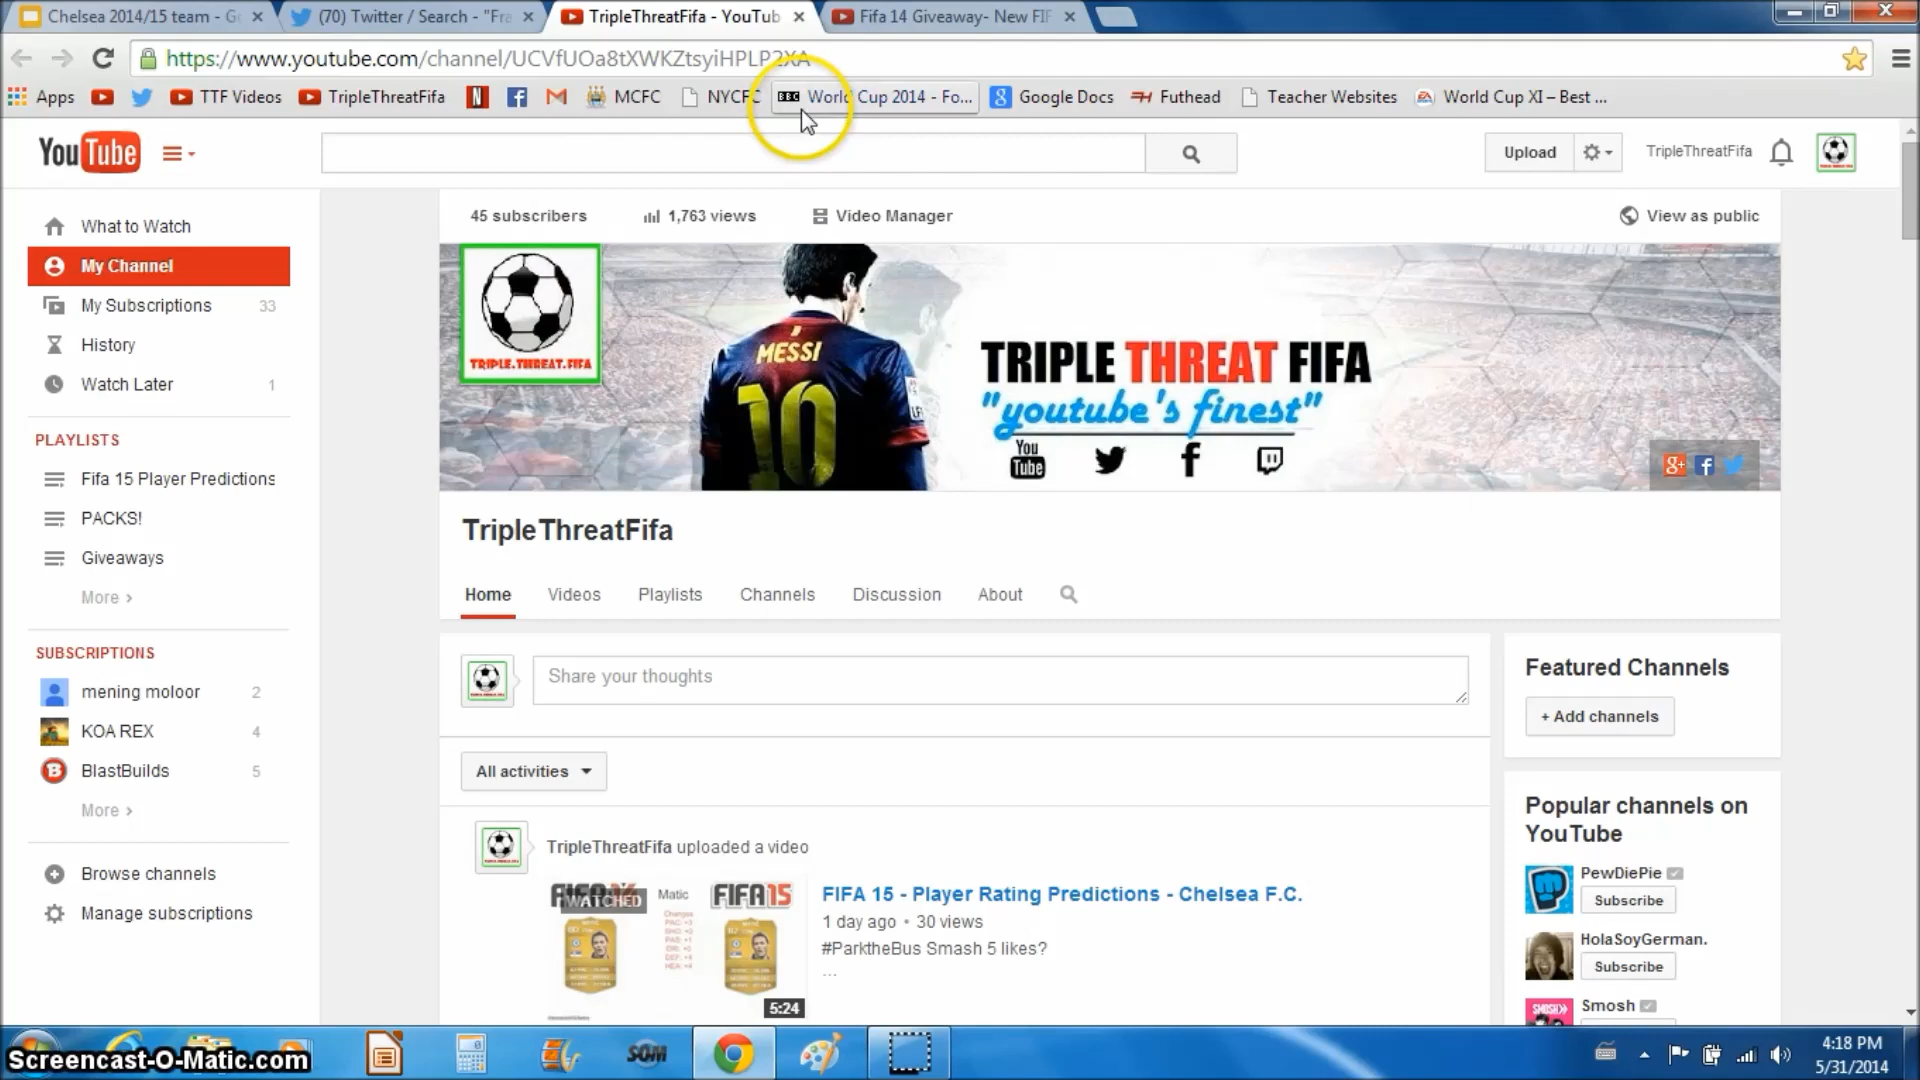 Chelsea 2014/15 team - G
(70) Twitter / Search - "Fra
TripleThreatFifa - YouTub
Fifa 14 Giveaway- New FIF
https://www.youtube.com/channel/UCVfUOa8tXWKZtsyiHPLP2XA
Apps TTF Videos TripleThreatFifa MCFC NYCFC BBC World Cup 2014 - Fo... Google Docs Futhead Teacher Websites World Cup XI – Best ...
YouTube Upload TripleThreatFifa
45 subscribers 1,763 views Video Manager View as public
What to Watch
My Channel
My Subscriptions 33
History
Watch Later 1
PLAYLISTS
Fifa 15 Player Predictions
PACKS!
Giveaways
More >
SUBSCRIPTIONS
mening moloor 2
KOA REX 4
BlastBuilds 5
More >
Browse channels
Manage subscriptions
TRIPLE.THREAT.FIFA
MESSI
10
TRIPLE THREAT FIFA
"youtube's finest"
You Tube
TripleThreatFifa
Home Videos Playlists Channels Discussion About
Share your thoughts
All activities
TripleThreatFifa uploaded a video
WATCHED
Matic
FIFA15
5:24
FIFA 15 - Player Rating Predictions - Chelsea F.C.
1 day ago • 30 views
#ParktheBus Smash 5 likes?
...
Featured Channels
+ Add channels
Popular channels on
YouTube
PewDiePie
Subscribe
HolaSoyGerman.
Subscribe
Smosh
Screencast-O-Matic.com
SOM
4:18 PM
5/31/2014